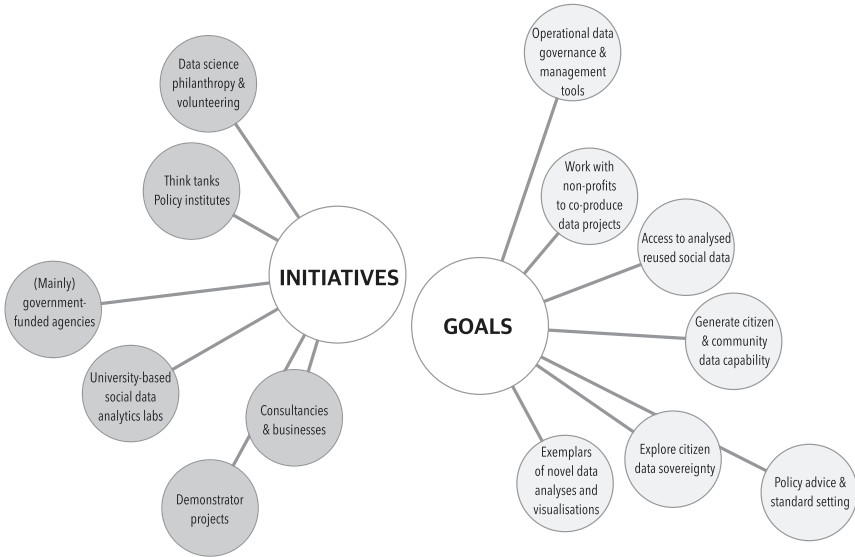 Data science
philanthropy &
volunteering
Think tanks
Policy institutes
(Mainly)
government-
funded agencies
University-based
social data
analytics labs
Consultancies
& businesses
Demonstrator
projects
INITIATIVES
GOALS
Operational data
governance &
management
tools
Work with
non-profits
to co-produce
data projects
Access to analysed
reused social data
Generate citizen
& community
data capability
Explore citizen
data sovereignty
Policy advice &
standard setting
Exemplars
of novel data
analyses and
visualisations